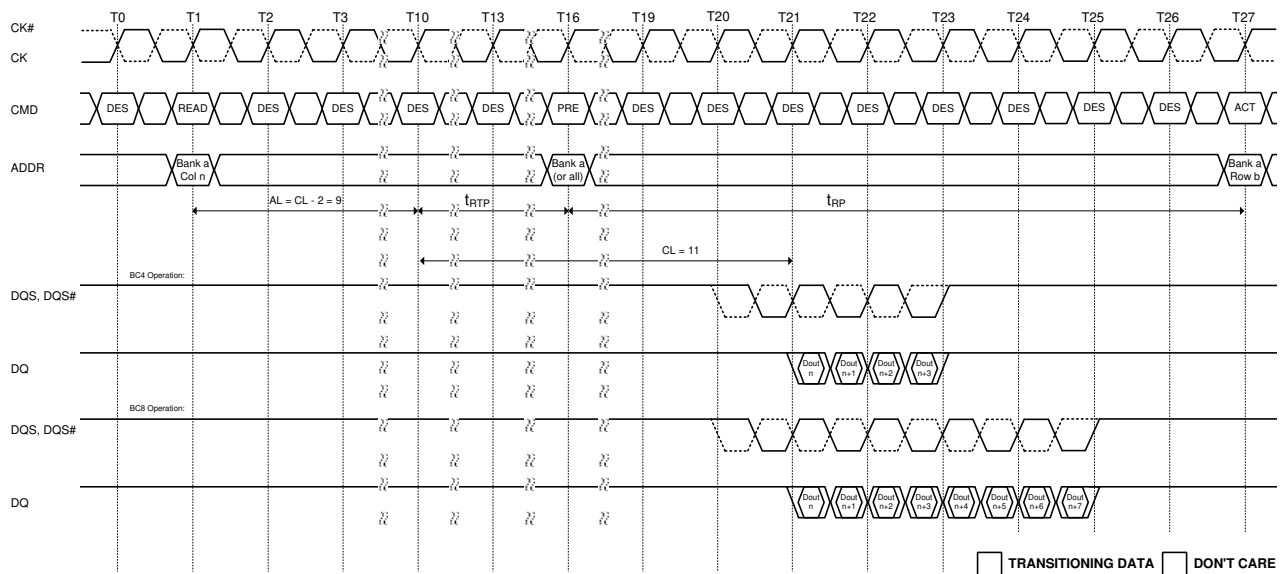 T0 T1 T2 T3 T10 T13 T16 T19 T20 T21 T22 T23 T24 T25 T26 T27
CK#
CK
CMD DES READ DES DES DES DES PRE DES DES DES DES DES DES DES DES ACT
ADDR
Bank a
Col n
Bank a
(or all)
Bank a
Row b
AL = CL - 2 = 9
tRTP
tRP
CL = 11
BC4 Operation:
DQS, DQS#
DQ
Dout
n
Dout
n+1
Dout
n+2
Dout
n+3
BC8 Operation:
DQS, DQS#
DQ
Dout
n
Dout
n+1
Dout
n+2
Dout
n+3
Dout
n+4
Dout
n+5
Dout
n+6
Dout
n+7
TRANSITIONING DATA DON'T CARE